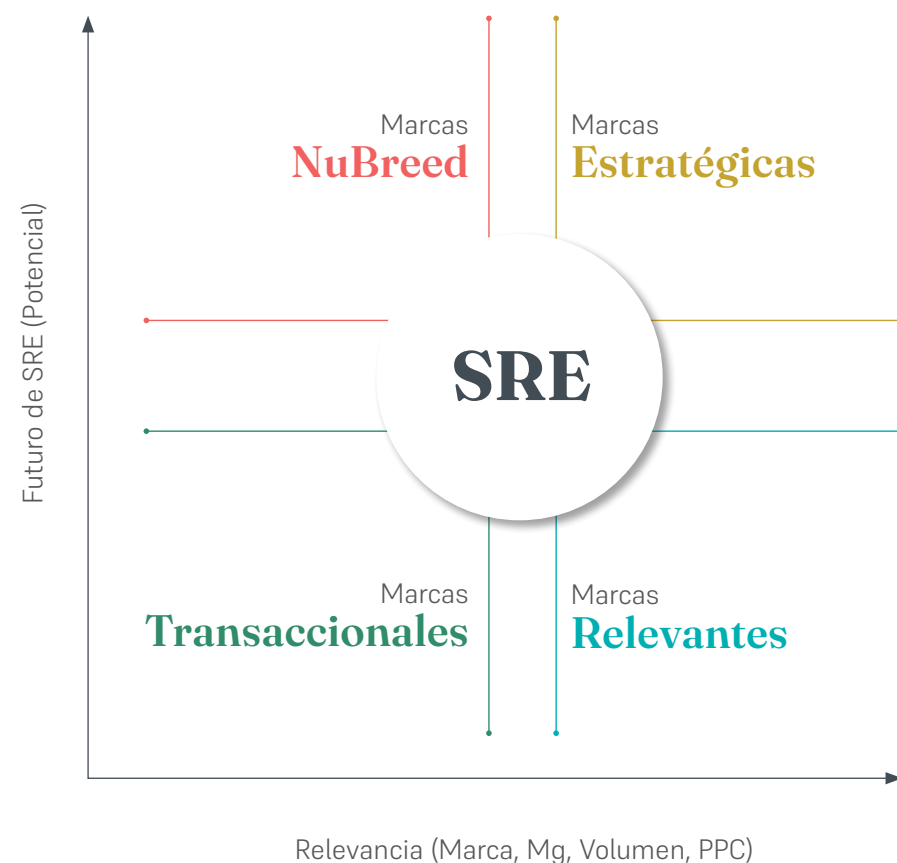 Marcas
NuBreed
Marcas
Estratégicas
Futuro de SRE (Potencial)
SRE
Marcas
Transaccionales
Marcas
Relevantes
Relevancia (Marca, Mg, Volumen, PPC)